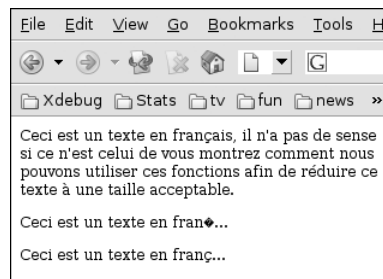 File Edit View Go Bookmarks Tools H
G
Xdebug Stats tv fun news »
Ceci est un texte en français, il n'a pas de sense
si ce n'est celui de vous montrez comment nous
pouvons utiliser ces fonctions afin de réduire ce
texte à une taille acceptable.
Ceci est un texte en fran�...
Ceci est un texte en franç...